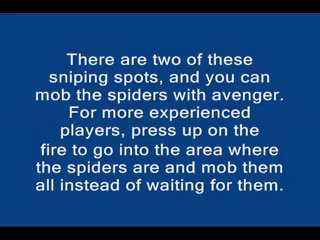 There are two of these
sniping spots, and you can
mob the spiders with avenger.
For more experienced
players, press up on the
fire to go into the area where
the spiders are and mob them
all instead of waiting for them.